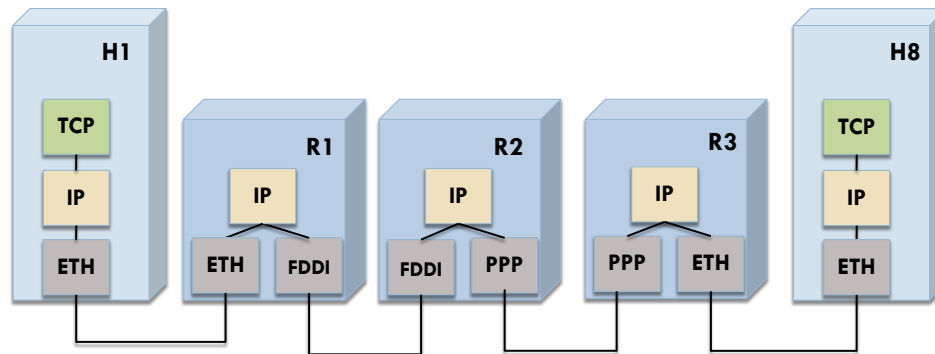 H1
TCP
IP
ETH
R1
IP
ETH
FDDI
R2
IP
FDDI
PPP
R3
IP
PPP
ETH
H8
TCP
IP
ETH